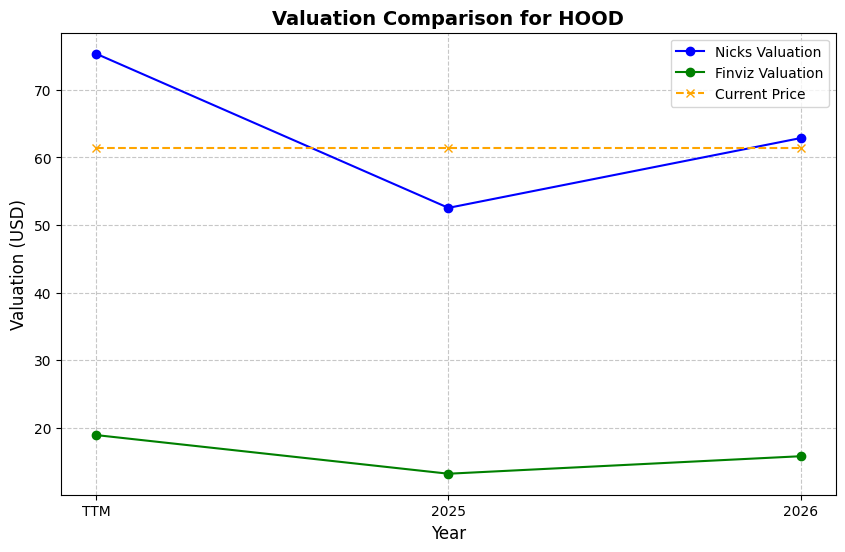 Valuation Comparison for HOOD
Nicks Valuation
Finviz Valuation
Current Price
Valuation (USD)
70
60
50
40
30
20
TTM
2025
2026
Year